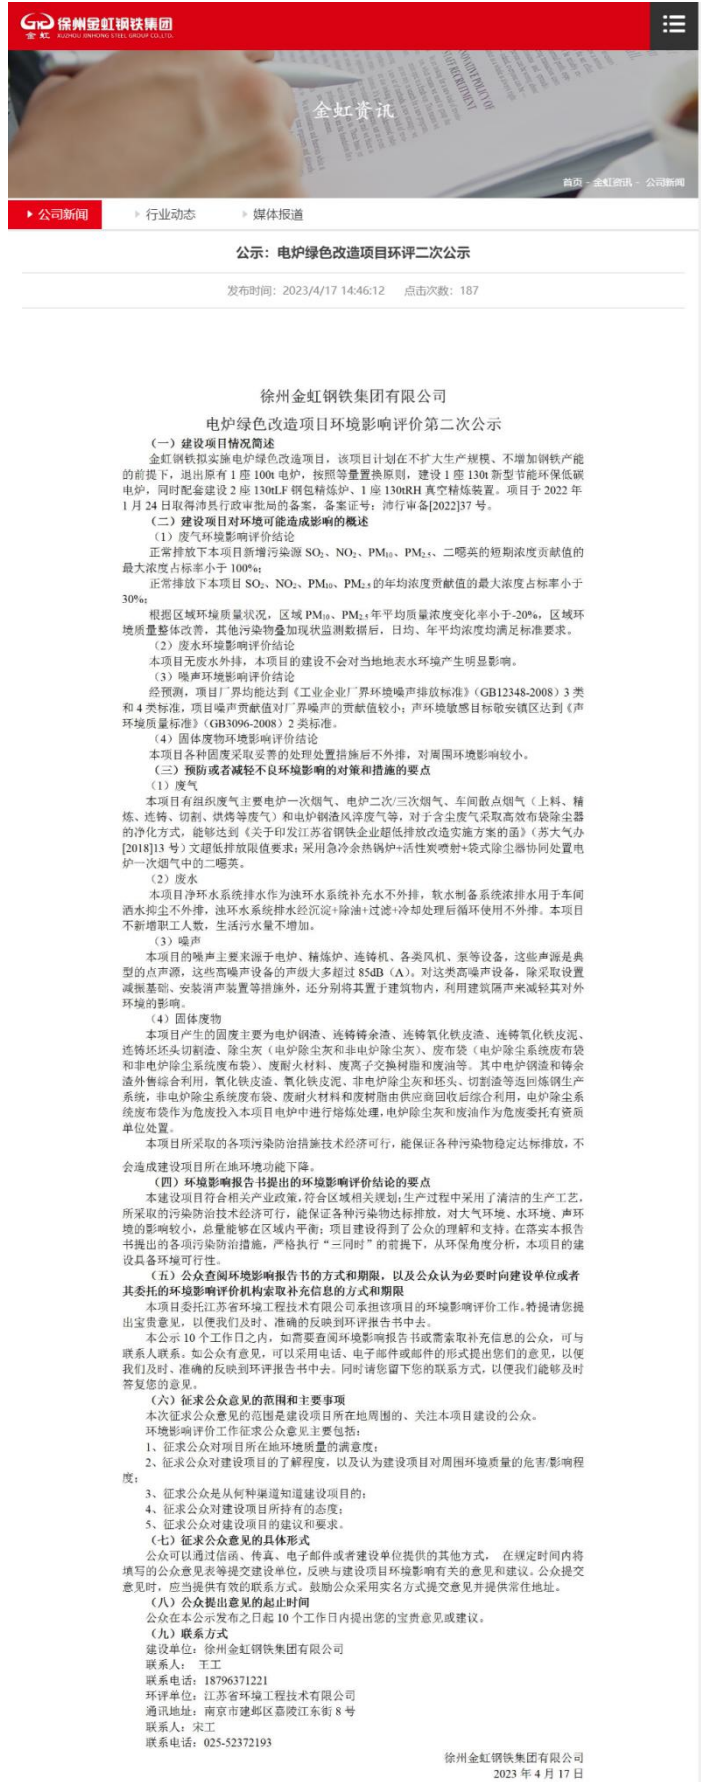 GJH 徐州金虹钢铁集团
金虹 XUZHOU JINHONG STEEL GROUP CO.,LTD.
INNOVATIVE POLICY OF
STAFF RECRUITMENT
金虹资讯
首页 - 金虹资讯 - 公司新闻
公司新闻 行业动态 媒体报道
公示：电炉绿色改造项目环评二次公示
发布时间：2023/4/17 14:46:12 点击次数：187
徐州金虹钢铁集团有限公司
电炉绿色改造项目环境影响评价第二次公示
（一）建设项目情况简述
金虹钢铁拟实施电炉绿色改造项目，该项目计划在不扩大生产规模、不增加钢铁产能
的前提下，退出原有 1 座 100t 电炉，按照等量置换原则，建设 1 座 130t 新型节能环保低碳
电炉，同时配套建设 2 座 130tLF 钢包精炼炉、1 座 130tRH 真空精炼装置。项目于 2022 年
1 月 24 日取得沛县行政审批局的备案，备案证号：沛行审备[2022]37 号。
（二）建设项目对环境可能造成影响的概述
（1）废气环境影响评价结论
正常排放下本项目新增污染源 SO₂、NO₂、PM₁₀、PM₂.₅、二噁英的短期浓度贡献值的
最大浓度占标率小于 100%；
正常排放下本项目 SO₂、NO₂、PM₁₀、PM₂.₅的年均浓度贡献值的最大浓度占标率小于
30%；
根据区域环境质量状况，区域 PM₁₀、PM₂.₅年平均质量浓度变化率小于-20%，区域环
境质量整体改善，其他污染物叠加现状监测数据后，日均、年平均浓度均满足标准要求。
（2）废水环境影响评价结论
本项目无废水外排，本项目的建设不会对当地地表水环境产生明显影响。
（3）噪声环境影响评价结论
经预测，项目厂界均能达到《工业企业厂界环境噪声排放标准》（GB12348-2008）3 类
和 4 类标准，项目噪声贡献值对厂界噪声的贡献值较小；声环境敏感目标敬安镇区达到《声
环境质量标准》（GB3096-2008）2 类标准。
（4）固体废物环境影响评价结论
本项目各种固废采取妥善的处理处置措施后不外排，对周围环境影响较小。
（三）预防或者减轻不良环境影响的对策和措施的要点
（1）废气
本项目有组织废气主要电炉一次烟气、电炉二次/三次烟气、车间散点烟气（上料、精
炼、连铸、切割、烘烤等废气）和电炉钢渣风淬废气等，对于含尘废气采取高效布袋除尘器
的净化方式，能够达到《关于印发江苏省钢铁企业超低排放改造实施方案的函》（苏大气办
[2018]13 号）文超低排放限值要求；采用急冷余热锅炉+活性炭喷射+袋式除尘器协同处置电
炉一次烟气中的二噁英。
（2）废水
本项目净环水系统排水作为浊环水系统补充水不外排，软水制备系统浓排水用于车间
洒水抑尘不外排，浊环水系统排水经沉淀+除油+过滤+冷却处理后循环使用不外排。本项目
不新增职工人数，生活污水量不增加。
（3）噪声
本项目的噪声主要来源于电炉、精炼炉、连铸机、各类风机、泵等设备，这些声源是典
型的点声源，这些高噪声设备的声级大多超过 85dB（A）。对这类高噪声设备，除采取设置
减振基础、安装消声装置等措施外，还分别将其置于建筑物内，利用建筑隔声来减轻其对外
环境的影响。
（4）固体废物
本项目产生的固废主要为电炉钢渣、连铸铸余渣、连铸氧化铁皮渣、连铸氧化铁皮泥、
连铸坯坯头切割渣、除尘灰（电炉除尘灰和非电炉除尘灰）、废布袋（电炉除尘系统废布袋
和非电炉除尘系统废布袋）、废耐火材料、废离子交换树脂和废油等。其中电炉钢渣和铸余
渣外售综合利用，氧化铁皮渣、氧化铁皮泥、非电炉除尘灰和坯头、切割渣等返回炼钢生产
系统，非电炉除尘系统废布袋、废耐火材料和废树脂由供应商回收后综合利用，电炉除尘系
统废布袋作为危废投入本项目电炉中进行熔炼处理，电炉除尘灰和废油作为危废委托有资质
单位处置。
本项目所采取的各项污染防治措施技术经济可行，能保证各种污染物稳定达标排放，不
会造成建设项目所在地环境功能下降。
（四）环境影响报告书提出的环境影响评价结论的要点
本建设项目符合相关产业政策，符合区域相关规划；生产过程中采用了清洁的生产工艺，
所采取的污染防治技术经济可行，能保证各种污染物达标排放，对大气环境、水环境、声环
境的影响较小，总量能够在区域内平衡；项目建设得到了公众的理解和支持。在落实本报告
书提出的各项污染防治措施，严格执行“三同时”的前提下，从环保角度分析，本项目的建
设具备环境可行性。
（五）公众查阅环境影响报告书的方式和期限，以及公众认为必要时向建设单位或者
其委托的环境影响评价机构索取补充信息的方式和期限
本项目委托江苏省环境工程技术有限公司承担该项目的环境影响评价工作。特提请您提
出宝贵意见，以便我们及时、准确的反映到环评报告书中去。
本公示 10 个工作日之内，如需要查阅环境影响报告书或需索取补充信息的公众，可与
联系人联系。如公众有意见，可以采用电话、电子邮件或邮件的形式提出您们的意见，以便
我们及时、准确的反映到环评报告书中去。同时请您留下您的联系方式，以便我们能够及时
答复您的意见。
（六）征求公众意见的范围和主要事项
本次征求公众意见的范围是建设项目所在地周围的、关注本项目建设的公众。
环境影响评价工作征求公众意见主要包括：
1、征求公众对项目所在地环境质量的满意度；
2、征求公众对建设项目的了解程度，以及认为建设项目对周围环境质量的危害/影响程
度；
3、征求公众是从何种渠道知道建设项目的；
4、征求公众对建设项目所持有的态度；
5、征求公众对建设项目的建议和要求。
（七）征求公众意见的具体形式
公众可以通过信函、传真、电子邮件或者建设单位提供的其他方式， 在规定时间内将
填写的公众意见表等提交建设单位，反映与建设项目环境影响有关的意见和建议。公众提交
意见时，应当提供有效的联系方式。鼓励公众采用实名方式提交意见并提供常住地址。
（八）公众提出意见的起止时间
公众在本公示发布之日起 10 个工作日内提出您的宝贵意见或建议。
（九）联系方式
建设单位：徐州金虹钢铁集团有限公司
联系人： 王工
联系电话：18796371221
环评单位：江苏省环境工程技术有限公司
通讯地址：南京市建邺区嘉陵江东街 8 号
联系人：宋工
联系电话：025-52372193
徐州金虹钢铁集团有限公司
2023 年 4 月 17 日